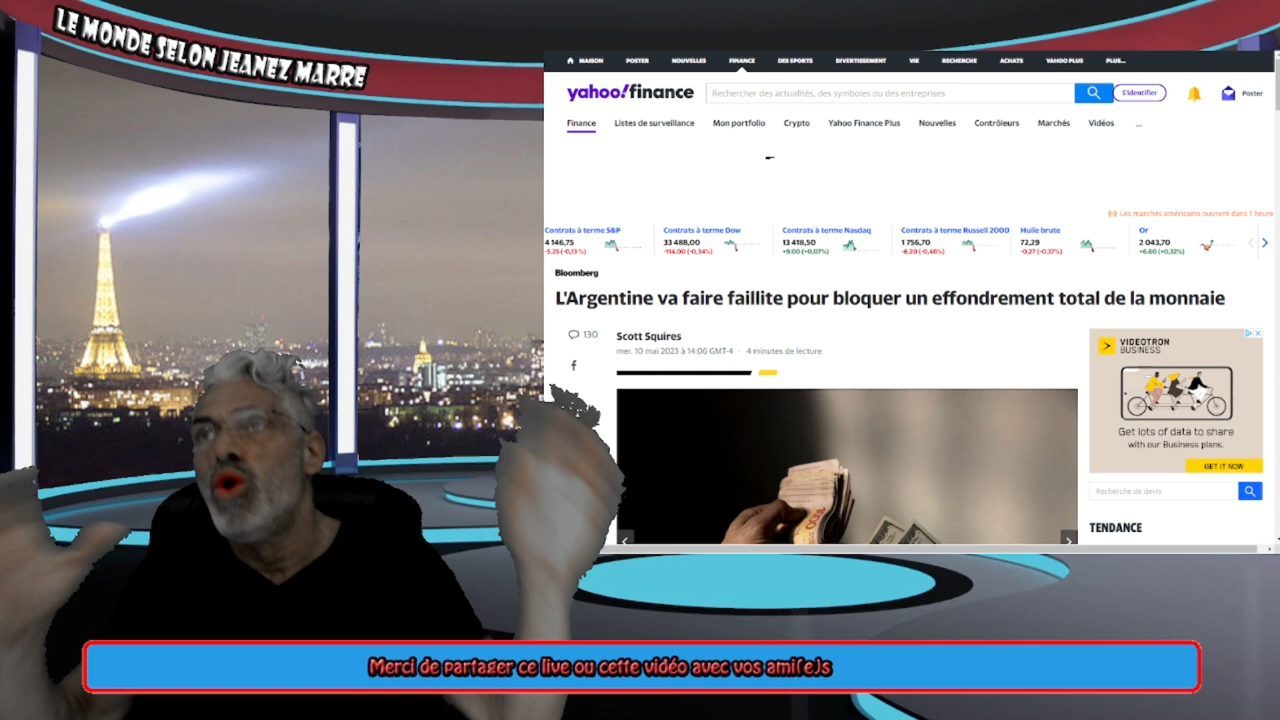 LE MONDE SELON JEANEZ MARRE
MAISON POSTER NOUVELLES FINANCE DES SPORTS DIVERTISSEMENT VIE RECHERCHE ACHATS YAHOO PLUS PLUS...
yahoo!finance
Rechercher des actualités, des symboles ou des entreprises
S'identifier
Poster
Finance Listes de surveillance Mon portfolio Crypto Yahoo Finance Plus Nouvelles Contrôleurs Marchés Vidéos ...
Les marchés américains ouvrent dans 1 heure
Contrats à terme S&P Contrats à terme Dow Contrats à terme Nasdaq Contrats à terme Russell 2000 Huile brute Or
4 146,75 33 488,00 13 418,50 1 756,70 72,29 2 043,70
-5.25 (-0,13 %) -114.00 (-0,34%) +9.00 (+0,07%) -8.20 (-0,46%) -0,27 (-0,37%) +6.60 (+0,32%)
Bloomberg
L'Argentine va faire faillite pour bloquer un effondrement total de la monnaie
130
Scott Squires
mer. 10 mai 2023 à 14:06 GMT-4 · 4 minutes de lecture
VIDEOTRON
BUSINESS
Get lots of data to share
with our Business plans.
GET IT NOW
Recherche de devis
TENDANCE
Merci de partager ce live ou cette vidéo avec vos ami(e)s